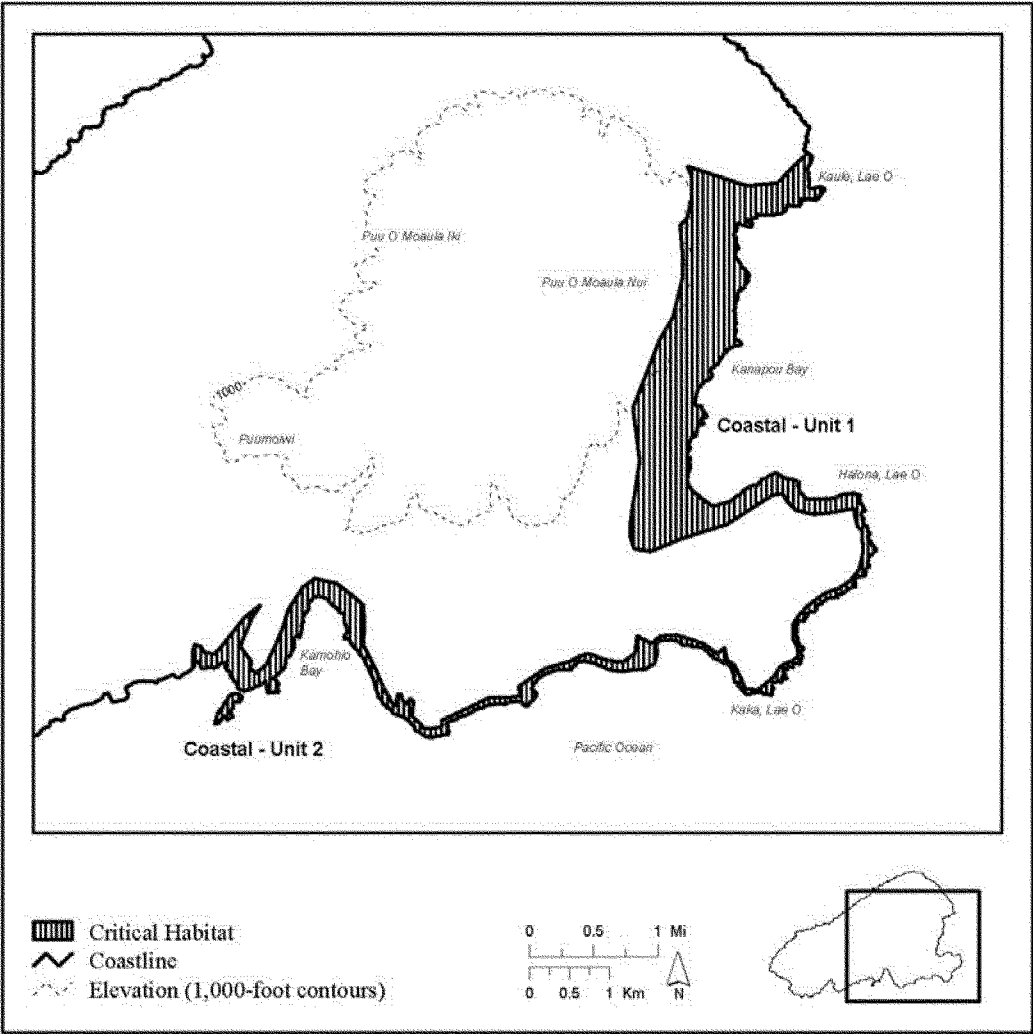 Kauki, Lae O
Puu O Moaula Iki
Puu O Moaula Nui
Kanapou Bay
1000
Coastal - Unit 1
Puumoiwi
Halona, Lae O
Kamohio
Bay
Kaka, Lae O
Coastal - Unit 2
Pacific Ocean
Critical Habitat
Coastline
Elevation (1,000-foot contours)
0 0.5 1 Mi
0 0.5 1 Km
N